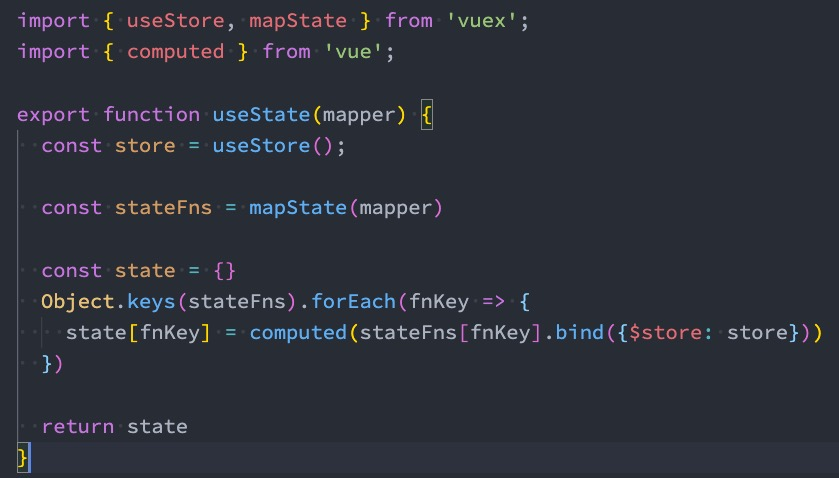 import { useStore, mapState } from 'vuex';
import { computed } from 'vue';

export function useState(mapper) {
  const store = useStore();

  const stateFns = mapState(mapper)

  const state = {}
  Object.keys(stateFns).forEach(fnKey => {
    state[fnKey] = computed(stateFns[fnKey].bind({$store: store}))
  })

  return state
}